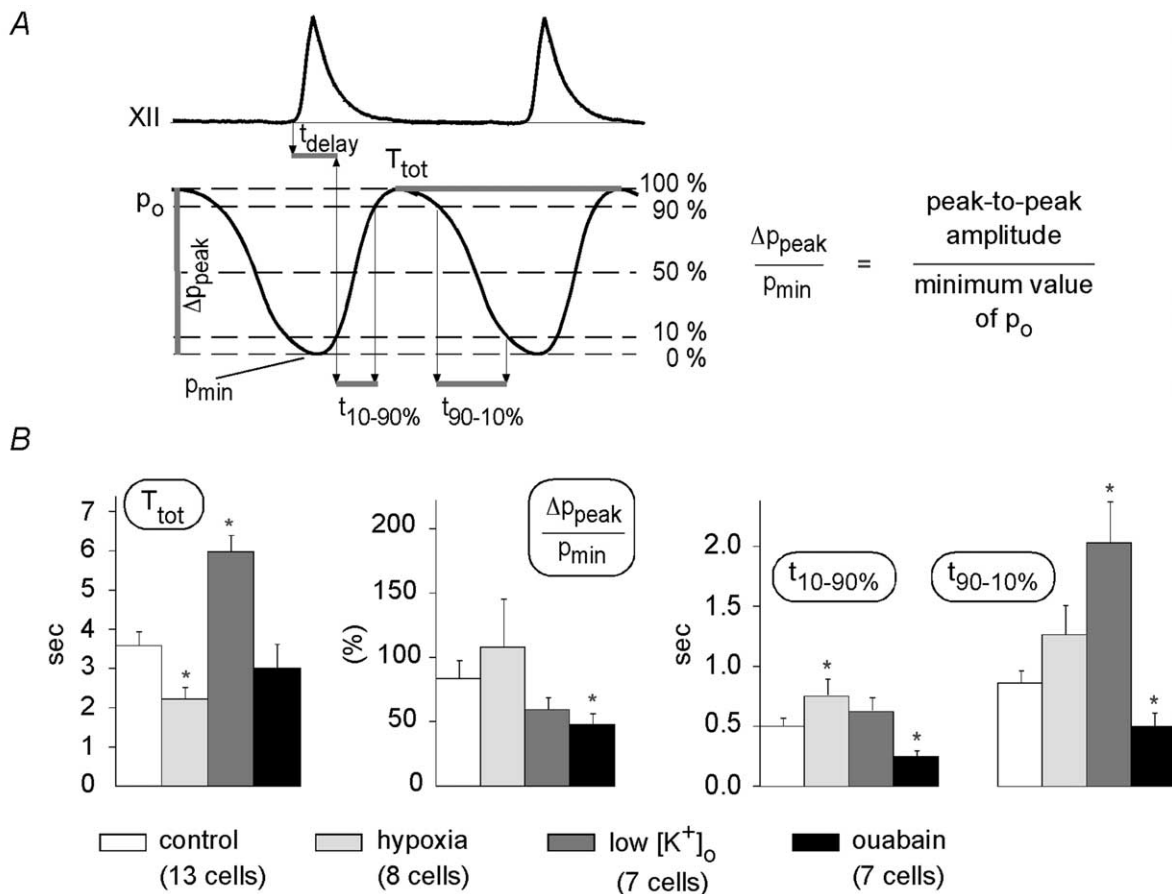 A
XII
t_delay
T_tot
100 %
p_o
90 %
Δp_peak
50 %
10 %
0 %
p_min
t_10-90%
t_90-10%
Δp_peak / p_min = peak-to-peak amplitude / minimum value of p_o
B
T_tot
7
6
5
4
3
2
1
0
sec
Δp_peak / p_min
200
150
100
50
0
(%)
t_10-90%
t_90-10%
2.0
1.5
1.0
0.5
0.0
sec
* * * * * * *
control
(13 cells)
hypoxia
(8 cells)
low [K⁺]_o
(7 cells)
ouabain
(7 cells)